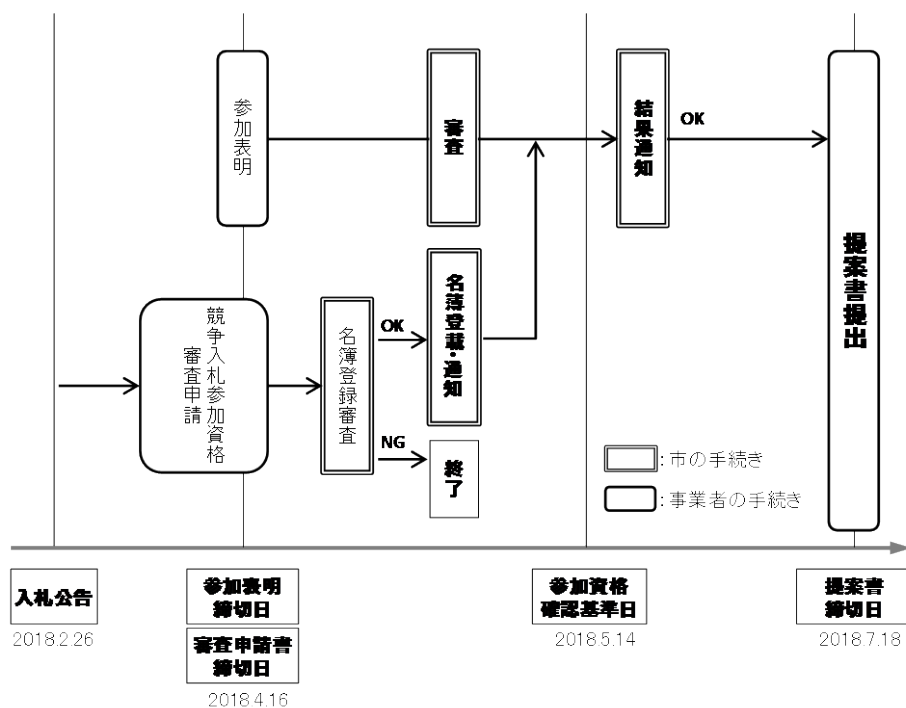 参加表明
審査
結果通知
OK
提案書提出
競争入札参加資格
審査申請
名簿登録審査
OK
名簿登載・通知
NG
終了
:市の手続き
:事業者の手続き
入札公告
2018.2.26
参加表明
締切日
審査申請書
締切日
2018.4.16
参加資格
確認基準日
2018.5.14
提案書
締切日
2018.7.18